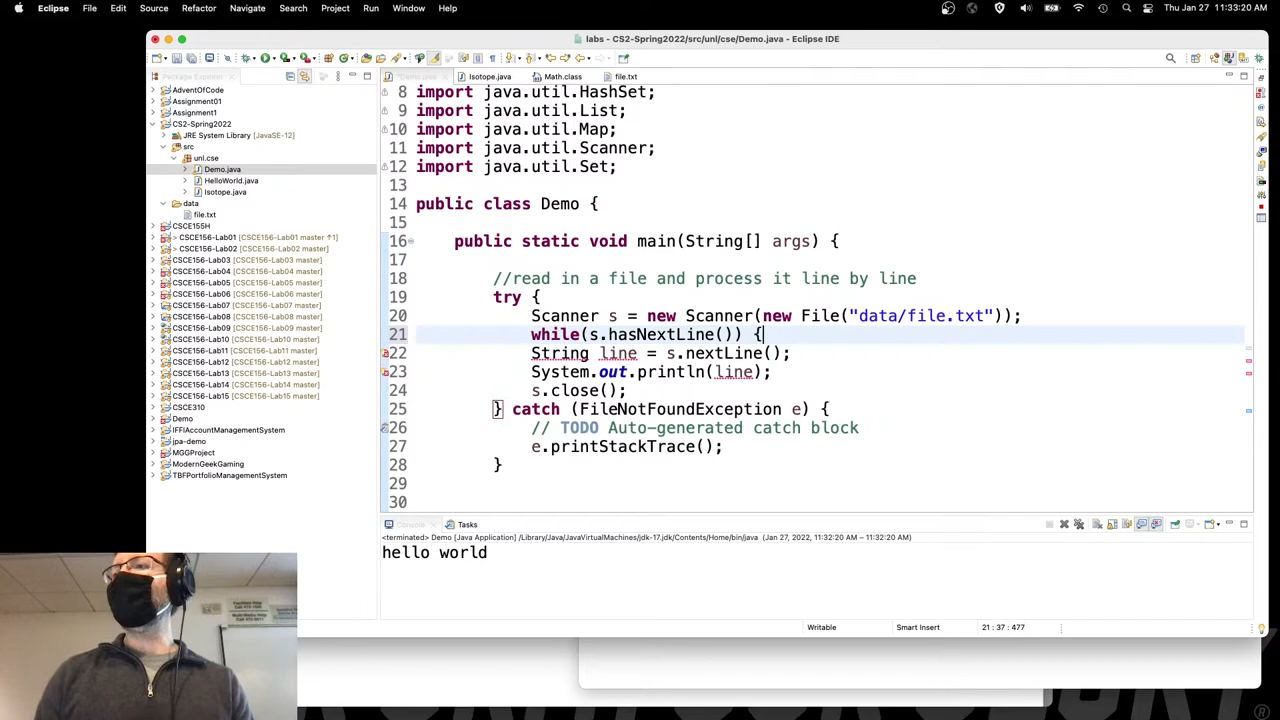 Eclipse File Edit Source Refactor Navigate Search Project Run Window Help Thu Jan 27 11:33:20 AM
labs - CS2-Spring2022/src/unl/cse/Demo.java - Eclipse IDE
Package Explorer
*Demo.java Isotope.java Math.class file.txt
AdventOfCode
Assignment01
Assignment1
CS2-Spring2022
JRE System Library [JavaSE-12]
src
unl.cse
Demo.java
HelloWorld.java
Isotope.java
data
file.txt
CSCE155H
> CSCE156-Lab01 [CSCE156-Lab01 master ↑1]
> CSCE156-Lab02 [CSCE156-Lab02 master]
CSCE156-Lab03 [CSCE156-Lab03 master]
CSCE156-Lab04 [CSCE156-Lab04 master]
CSCE156-Lab05 [CSCE156-Lab05 master]
CSCE156-Lab06 [CSCE156-Lab06 master]
CSCE156-Lab07 [CSCE156-Lab07 master]
CSCE156-Lab08 [CSCE156-Lab08 master]
CSCE156-Lab09 [CSCE156-Lab09 master]
CSCE156-Lab10 [CSCE156-Lab10 master]
CSCE156-Lab11 [CSCE156-Lab11 master]
CSCE156-Lab12 [CSCE156-Lab12 master]
CSCE156-Lab13 [CSCE156-Lab13 master]
CSCE156-Lab14 [CSCE156-Lab14 master]
CSCE156-Lab15 [CSCE156-Lab15 master]
CSCE310
Demo
IFFIAccountManagementSystem
jpa-demo
MGGProject
ModernGeekGaming
TBFPortfolioManagementSystem
8 import java.util.HashSet;
9 import java.util.List;
10 import java.util.Map;
11 import java.util.Scanner;
12 import java.util.Set;
13
14 public class Demo {
15
16 public static void main(String[] args) {
17
18 //read in a file and process it line by line
19 try {
20 Scanner s = new Scanner(new File("data/file.txt"));
21 while(s.hasNextLine()) {
22 String line = s.nextLine();
23 System.out.println(line);
24 s.close();
25 } catch (FileNotFoundException e) {
26 // TODO Auto-generated catch block
27 e.printStackTrace();
28 }
29
30
Console Tasks
<terminated> Demo [Java Application] /Library/Java/JavaVirtualMachines/jdk-17.jdk/Contents/Home/bin/java (Jan 27, 2022, 11:32:20 AM – 11:32:20 AM)
hello world
Writable Smart Insert 21 : 37 : 477